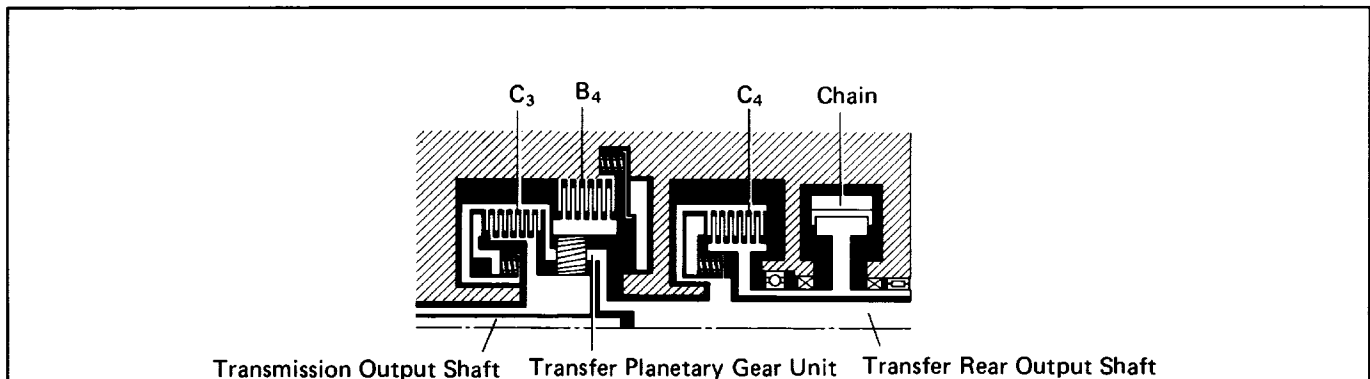 C₃ B₄ C₄ Chain
Transmission Output Shaft Transfer Planetary Gear Unit Transfer Rear Output Shaft